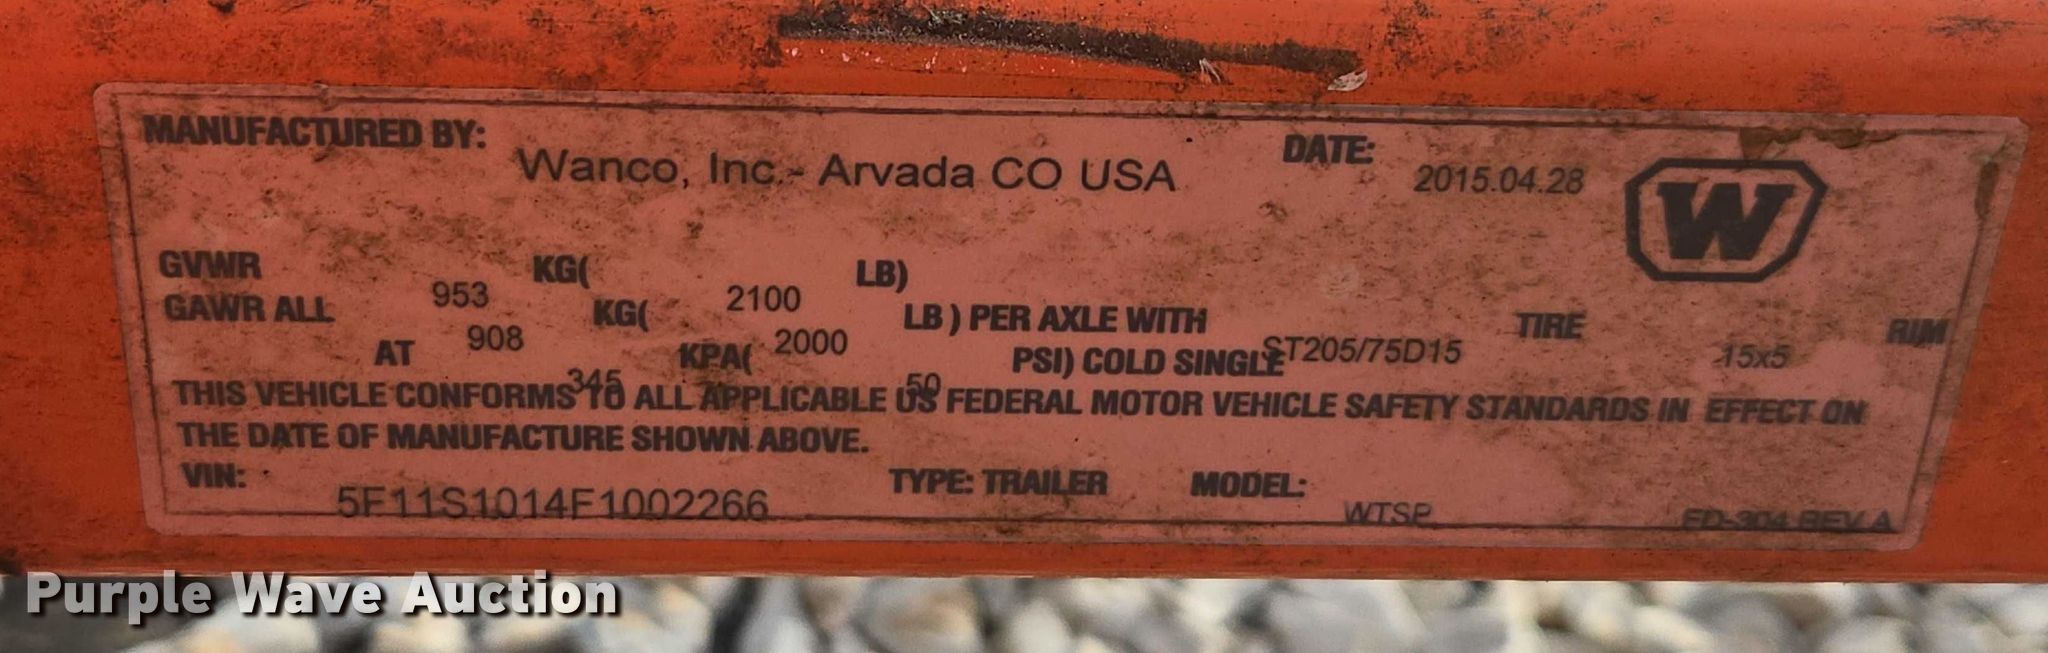 MANUFACTURED BY: Wanco, Inc.- Arvada CO USA DATE: 2015.04.28
W
GVWR 953 KG( 2100 LB)
GAWR ALL 908 KG( 2000 LB) PER AXLE WITH ST205/75D15 TIRE 15x5 RIM
AT 345 KPA( 50 PSI) COLD SINGLE
THIS VEHICLE CONFORMS TO ALL APPLICABLE US FEDERAL MOTOR VEHICLE SAFETY STANDARDS IN EFFECT ON
THE DATE OF MANUFACTURE SHOWN ABOVE.
VIN: 5F11S1014F1002266 TYPE: TRAILER MODEL: WTSP
FD-304 REV A
Purple Wave Auction